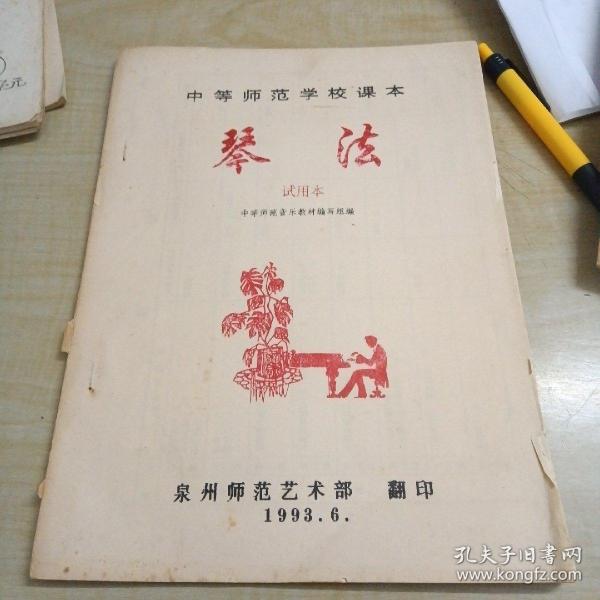 中等师范学校课本
琴法
试用本
中等师范音乐教材编写组编
泉州师范艺术部 翻印
1993.6.
元
孔夫子旧书网
www.kongfz.com